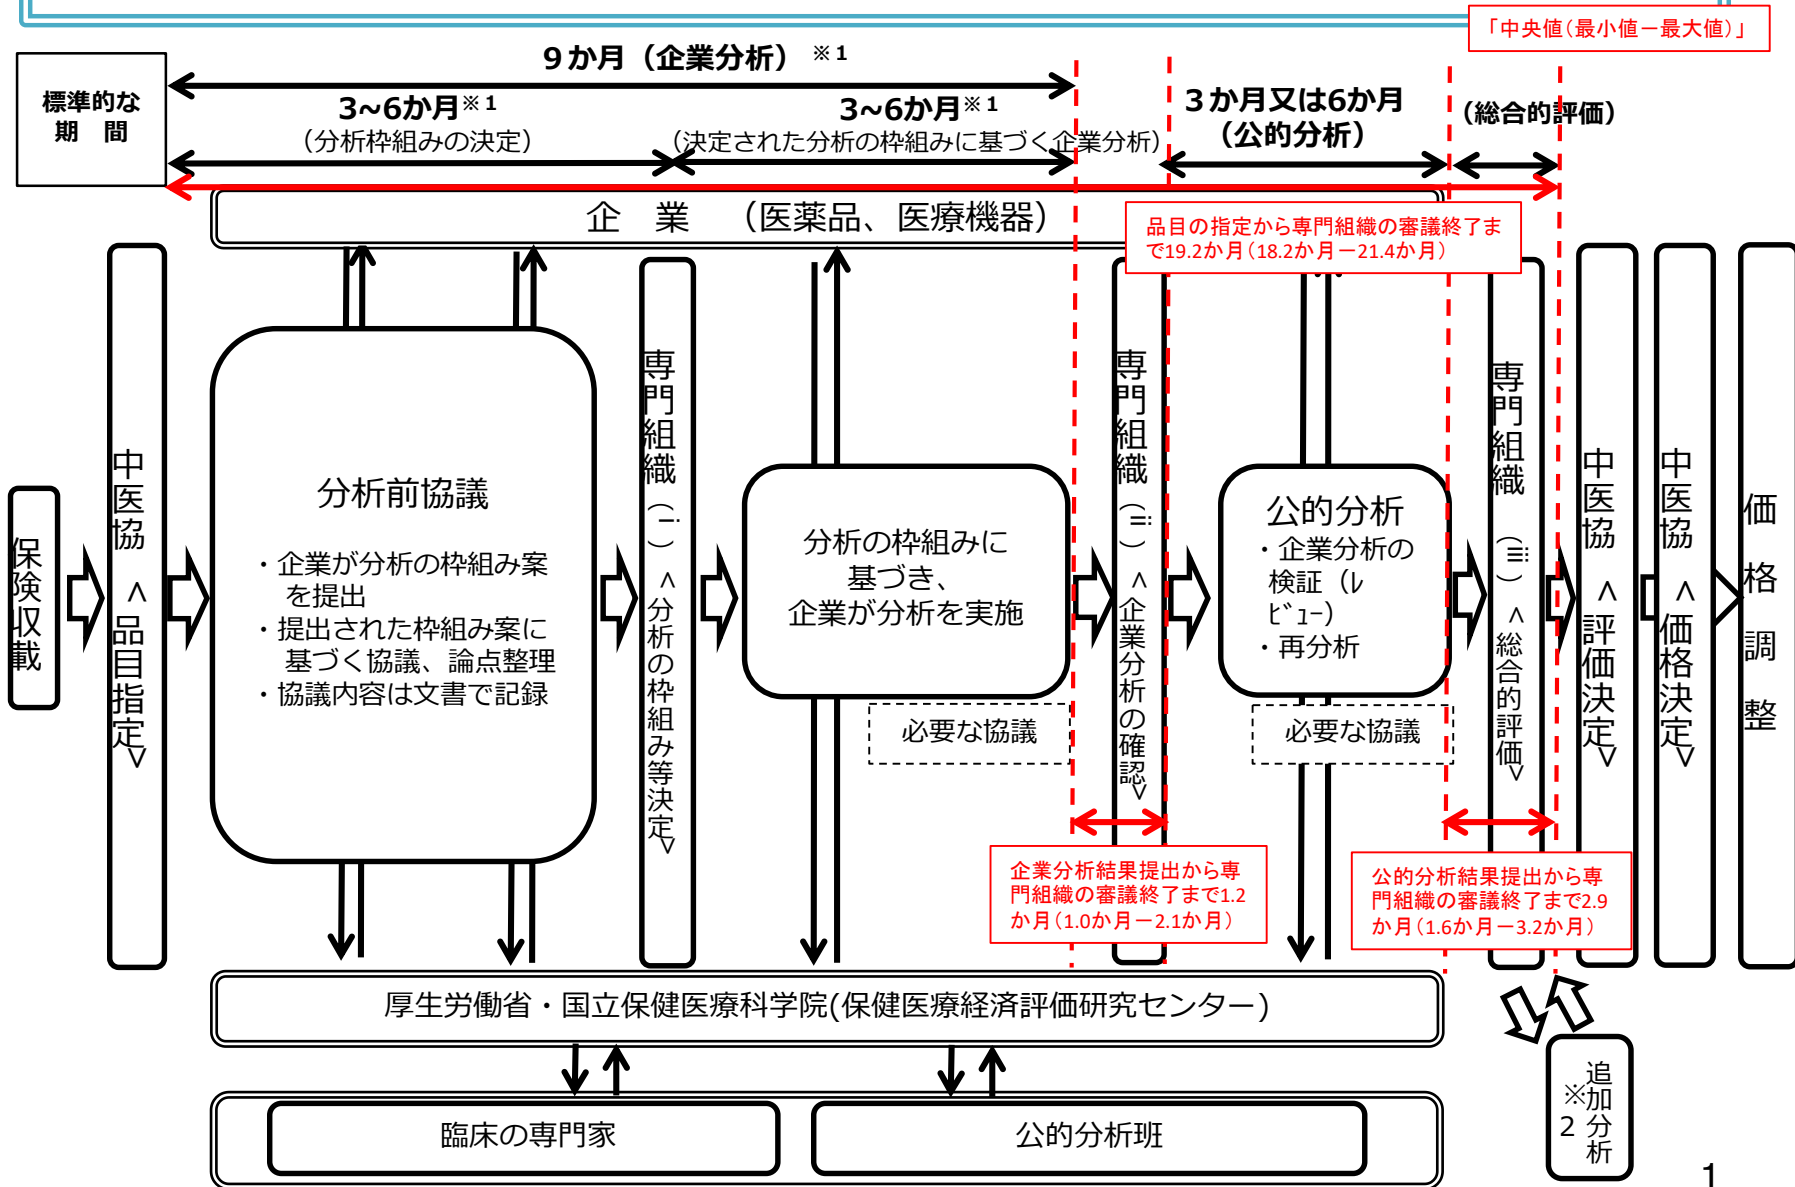 「中央値（最小値－最大値）」
標準的な
期　間
９か月（企業分析）※1
3~6か月※1
（分析枠組みの決定）
3~6か月※1
（決定された分析の枠組みに基づく企業分析）
３か月又は6か月
（公的分析）
（総合的評価）
企　業　（医薬品、医療機器）
品目の指定から専門組織の審議終了ま
で19.2か月（18.2か月－21.4か月）
保険収載
中医協＜品目指定＞
分析前協議
・企業が分析の枠組み案
を提出
・提出された枠組み案に
基づく協議、論点整理
・協議内容は文書で記録
専門組織（ⅰ）＜分析の枠組み等決定＞
分析の枠組みに
基づき、
企業が分析を実施
必要な協議
専門組織（ⅱ）＜企業分析の確認＞
公的分析
・企業分析の
検証（レ
ビュー）
・再分析
必要な協議
専門組織（ⅲ）＜総合的評価＞
中医協＜評価決定＞
中医協＜価格決定＞
価格調整
企業分析結果提出から専
門組織の審議終了まで1.2
か月（1.0か月－2.1か月）
公的分析結果提出から専
門組織の審議終了まで2.9
か月（1.6か月－3.2か月）
厚生労働省・国立保健医療科学院(保健医療経済評価研究センター)
追加分析
※2
臨床の専門家
公的分析班
1